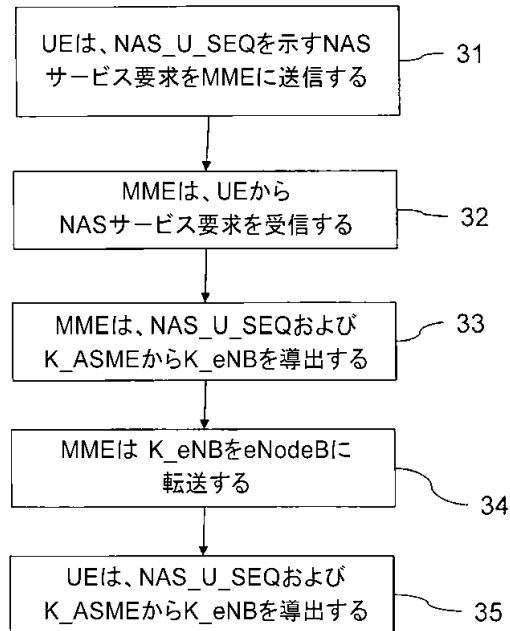 UEは、NAS_U_SEQを示すNAS
サービス要求をMMEに送信する
31
MMEは、UEから
NASサービス要求を受信する
32
MMEは、NAS_U_SEQおよび
K_ASMEからK_eNBを導出する
33
MMEは K_eNBをeNodeBに
転送する
34
UEは、NAS_U_SEQおよび
K_ASMEからK_eNBを導出する
35